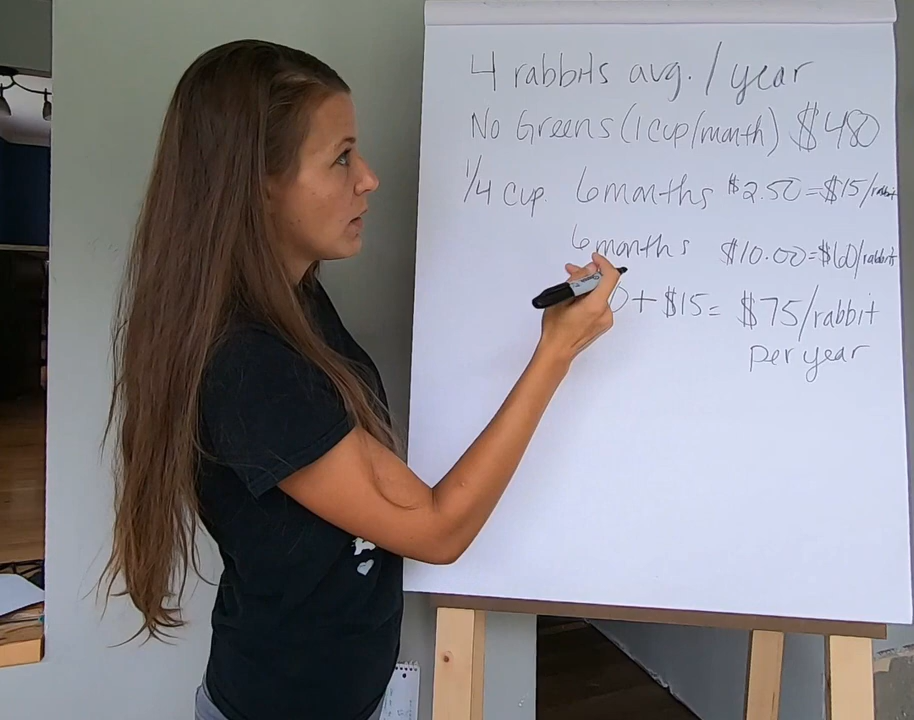 4 rabbits avg. / year
No Greens (1 cup/month) $480
1/4 cup 6 months $2.50 = $15/rabbit
6 months $10.00 = $60/rabbit
0 + $15 = $75/rabbit
per year